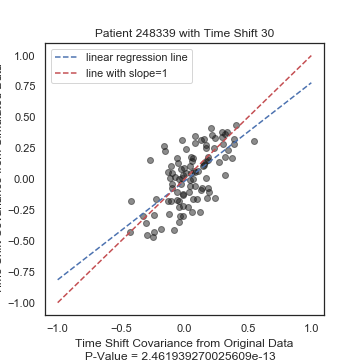 Patient 248339 with Time Shift 30
linear regression line
line with slope=1
1.00
0.75
0.50
0.25
0.00
−0.25
−0.50
−0.75
−1.00
−1.0 −0.5 0.0 0.5 1.0
Time Shift Covariance from Original Data
P-Value = 2.461939270025609e-13